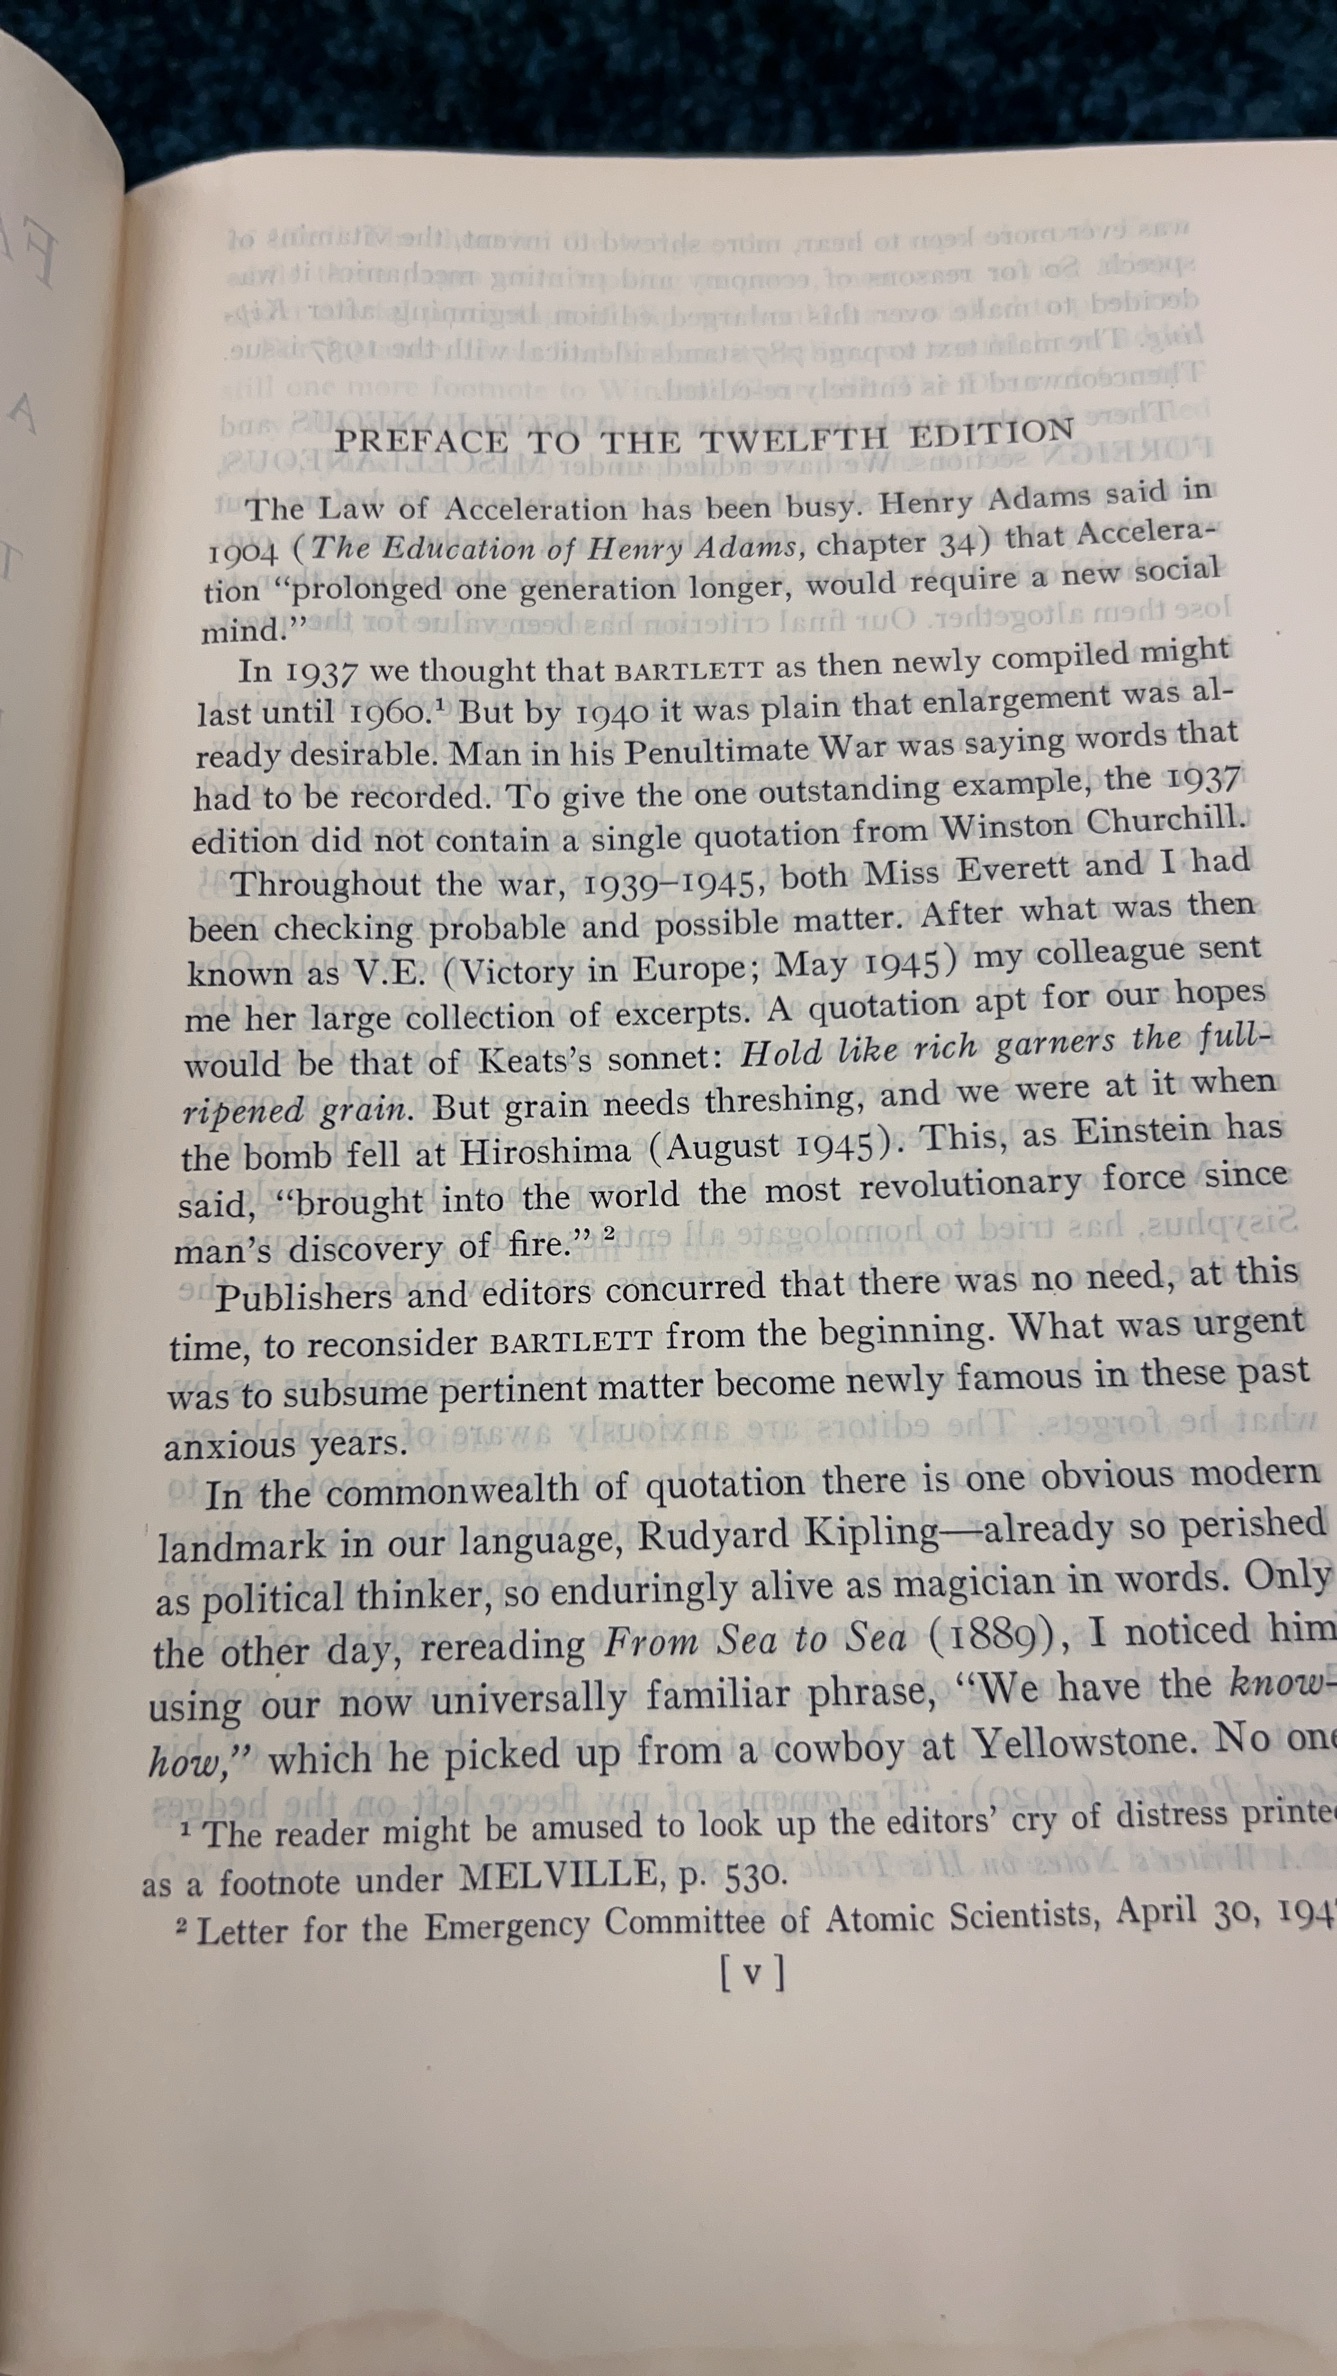 PREFACE TO THE TWELFTH EDITION
The Law of Acceleration has been busy. Henry Adams said in
1904 (The Education of Henry Adams, chapter 34) that Accelera-
tion “prolonged one generation longer, would require a new social
mind.”
In 1937 we thought that BARTLETT as then newly compiled might
last until 1960.¹ But by 1940 it was plain that enlargement was al-
ready desirable. Man in his Penultimate War was saying words that
had to be recorded. To give the one outstanding example, the 1937
edition did not contain a single quotation from Winston Churchill.
Throughout the war, 1939–1945, both Miss Everett and I had
been checking probable and possible matter. After what was then
known as V.E. (Victory in Europe; May 1945) my colleague sent
me her large collection of excerpts. A quotation apt for our hopes
would be that of Keats’s sonnet: Hold like rich garners the full-
ripened grain. But grain needs threshing, and we were at it when
the bomb fell at Hiroshima (August 1945). This, as Einstein has
said, “brought into the world the most revolutionary force since
man’s discovery of fire.” ²
Publishers and editors concurred that there was no need, at this
time, to reconsider BARTLETT from the beginning. What was urgent
was to subsume pertinent matter become newly famous in these past
anxious years.
In the commonwealth of quotation there is one obvious modern
landmark in our language, Rudyard Kipling—already so perished
as political thinker, so enduringly alive as magician in words. Only
the other day, rereading From Sea to Sea (1889), I noticed him
using our now universally familiar phrase, “We have the know-
how,” which he picked up from a cowboy at Yellowstone. No one
¹ The reader might be amused to look up the editors’ cry of distress printe
as a footnote under MELVILLE, p. 530.
² Letter for the Emergency Committee of Atomic Scientists, April 30, 194
[ v ]